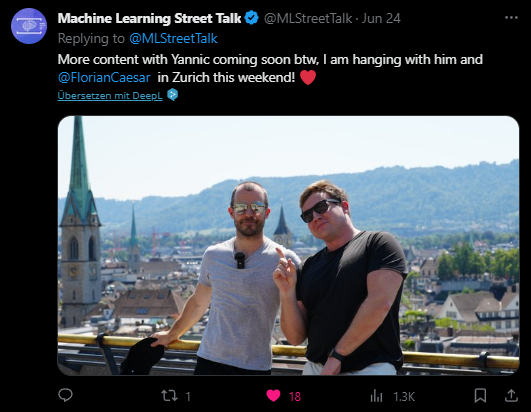 Machine Learning Street Talk @MLStreetTalk · Jun 24
Replying to @MLStreetTalk
More content with Yannic coming soon btw, I am hanging with him and
@FlorianCaesar in Zurich this weekend! ❤️
Übersetzen mit DeepL
1 18 1.3K